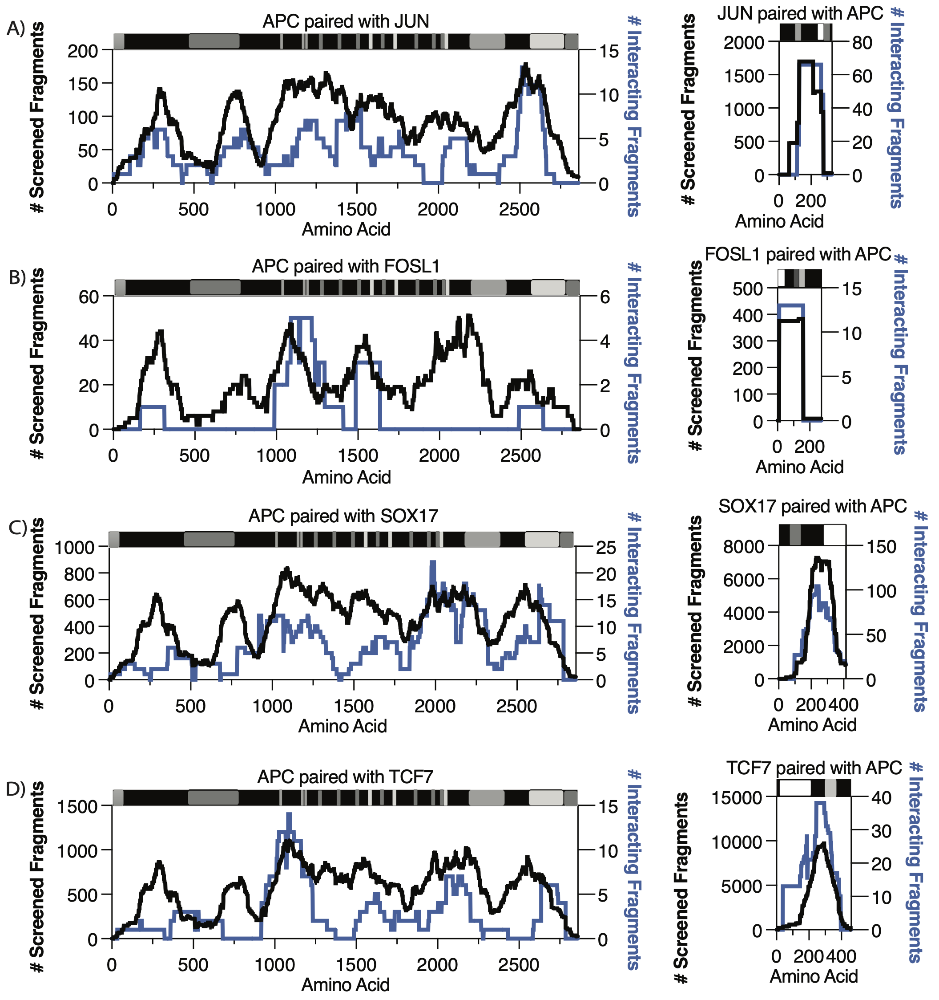 A)
APC paired with JUN
# Screened Fragments
200
150
100
50
0
15
10
5
0
# Interacting Fragments
0 500 1000 1500 2000 2500
Amino Acid
JUN paired with APC
# Screened Fragments
2000
1500
1000
500
0
80
60
40
20
0
# Interacting Fragments
0 200
Amino Acid
B)
APC paired with FOSL1
# Screened Fragments
60
40
20
0
6
4
2
0
# Interacting Fragments
0 500 1000 1500 2000 2500
Amino Acid
FOSL1 paired with APC
# Screened Fragments
500
400
300
200
100
0
15
10
5
0
# Interacting Fragments
0 200
Amino Acid
C)
APC paired with SOX17
# Screened Fragments
1000
800
600
400
200
0
25
20
15
10
5
0
# Interacting Fragments
0 500 1000 1500 2000 2500
Amino Acid
SOX17 paired with APC
# Screened Fragments
8000
6000
4000
2000
0
150
100
50
0
# Interacting Fragments
0 200 400
Amino Acid
D)
APC paired with TCF7
# Screened Fragments
1500
1000
500
0
15
10
5
0
# Interacting Fragments
0 500 1000 1500 2000 2500
Amino Acid
TCF7 paired with APC
# Screened Fragments
15000
10000
5000
0
40
30
20
10
0
# Interacting Fragments
0 200 400
Amino Acid